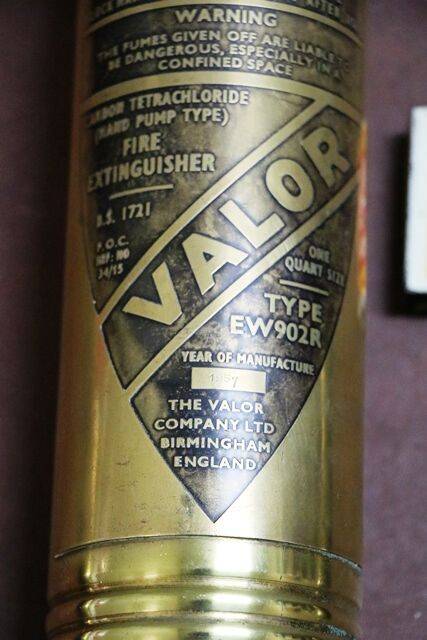 WARNING
THE FUMES GIVEN OFF ARE LIABLE TO
BE DANGEROUS, ESPECIALLY IN A
CONFINED SPACE
CARBON TETRACHLORIDE
(HAND PUMP TYPE)
FIRE
EXTINGUISHER
B.S. 1721
F.O.C.
REF: NO
34/15
VALOR
ONE
QUART SIZE
TYPE
EW902R
YEAR OF MANUFACTURE
1957
THE VALOR
COMPANY LTD
BIRMINGHAM
ENGLAND